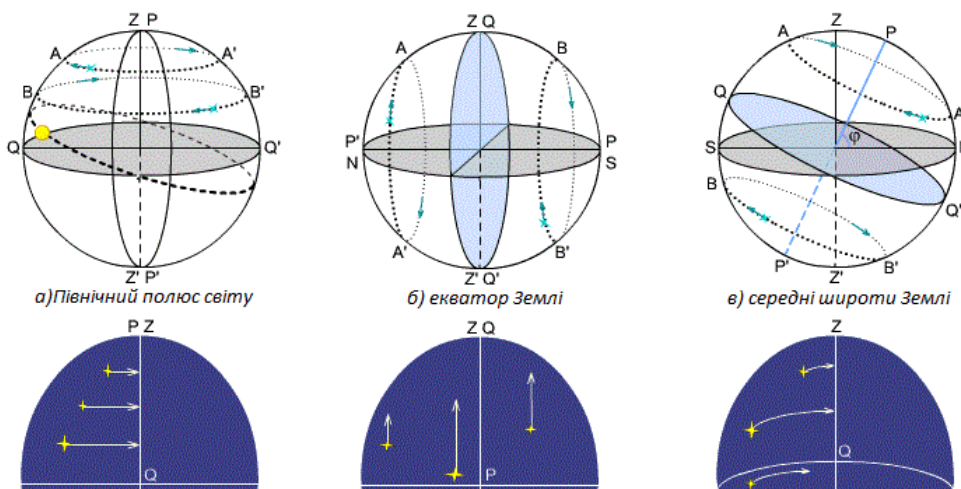 Z P
A A'
B B'
Q Q'
Z' P'
а)Північний полюс світу
Z Q
A B
P' P
N S
A' B'
Z' Q'
б) екватор Землі
Z
A P
Q A
φ
S
B
Q'
P' B'
Z'
в) середні широти Землі
P Z
Q
Z Q
P
Z
Q